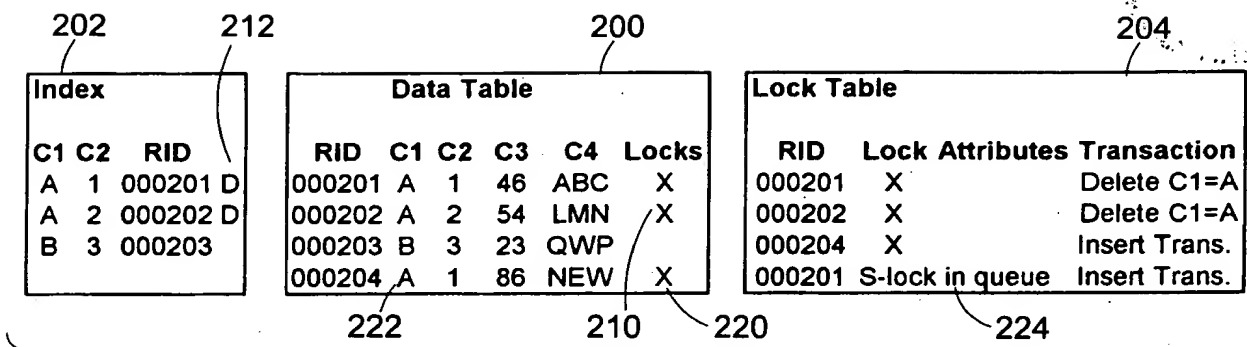 202 212 200 204
Index
C1 C2 RID
A 1 000201 D
A 2 000202 D
B 3 000203
Data Table
RID C1 C2 C3 C4 Locks
000201 A 1 46 ABC X
000202 A 2 54 LMN X
000203 B 3 23 QWP
000204 A 1 86 NEW X
Lock Table
RID Lock Attributes Transaction
000201 X Delete C1=A
000202 X Delete C1=A
000204 X Insert Trans.
000201 S-lock in queue Insert Trans.
222 210 220 224